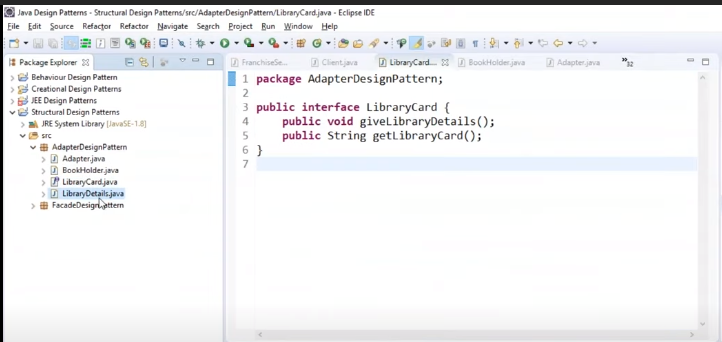 Java Design Patterns - Structural Design Patterns/src/AdapterDesignPattern/LibraryCard.java - Eclipse IDE
File Edit Source Refactor Refactor Navigate Search Project Run Window Help
Package Explorer
Behaviour Design Pattern
Creational Design Patterns
JEE Design Patterns
Structural Design Patterns
JRE System Library [JavaSE-1.8]
src
AdapterDesignPattern
Adapter.java
BookHolder.java
LibraryCard.java
LibraryDetails.java
FacadeDesignPattern
FranchiseSe... Client.java LibraryCard.... BookHolder.java Adapter.java »32
1 package AdapterDesignPattern;
2
3 public interface LibraryCard {
4 public void giveLibraryDetails();
5 public String getLibraryCard();
6 }
7